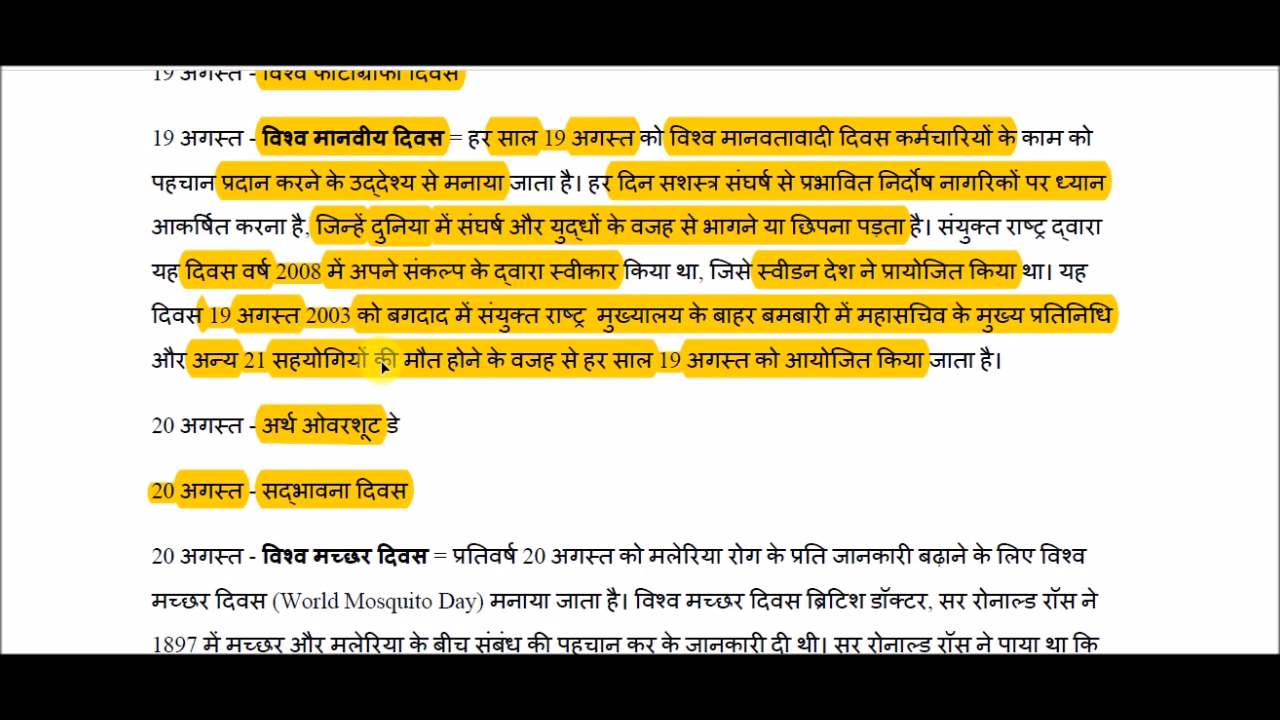 19 अगस्त - विश्व फोटोग्राफी दिवस
19 अगस्त - विश्व मानवीय दिवस = हर साल 19 अगस्त को विश्व मानवतावादी दिवस कर्मचारियों के काम को
पहचान प्रदान करने के उद्देश्य से मनाया जाता है। हर दिन सशस्त्र संघर्ष से प्रभावित निर्दोष नागरिकों पर ध्यान
आकर्षित करना है, जिन्हें दुनिया में संघर्ष और युद्धों के वजह से भागने या छिपना पड़ता है। संयुक्त राष्ट्र द्वारा
यह दिवस वर्ष 2008 में अपने संकल्प के द्वारा स्वीकार किया था, जिसे स्वीडन देश ने प्रायोजित किया था। यह
दिवस 19 अगस्त 2003 को बगदाद में संयुक्त राष्ट्र मुख्यालय के बाहर बमबारी में महासचिव के मुख्य प्रतिनिधि
और अन्य 21 सहयोगियों की मौत होने के वजह से हर साल 19 अगस्त को आयोजित किया जाता है।
20 अगस्त - अर्थ ओवरशूट डे
20 अगस्त - सद्भावना दिवस
20 अगस्त - विश्व मच्छर दिवस = प्रतिवर्ष 20 अगस्त को मलेरिया रोग के प्रति जानकारी बढ़ाने के लिए विश्व
मच्छर दिवस (World Mosquito Day) मनाया जाता है। विश्व मच्छर दिवस ब्रिटिश डॉक्टर, सर रोनाल्ड रॉस ने
1897 में मच्छर और मलेरिया के बीच संबंध की पहचान कर के जानकारी दी थी। सर रोनाल्ड रॉस ने पाया था कि